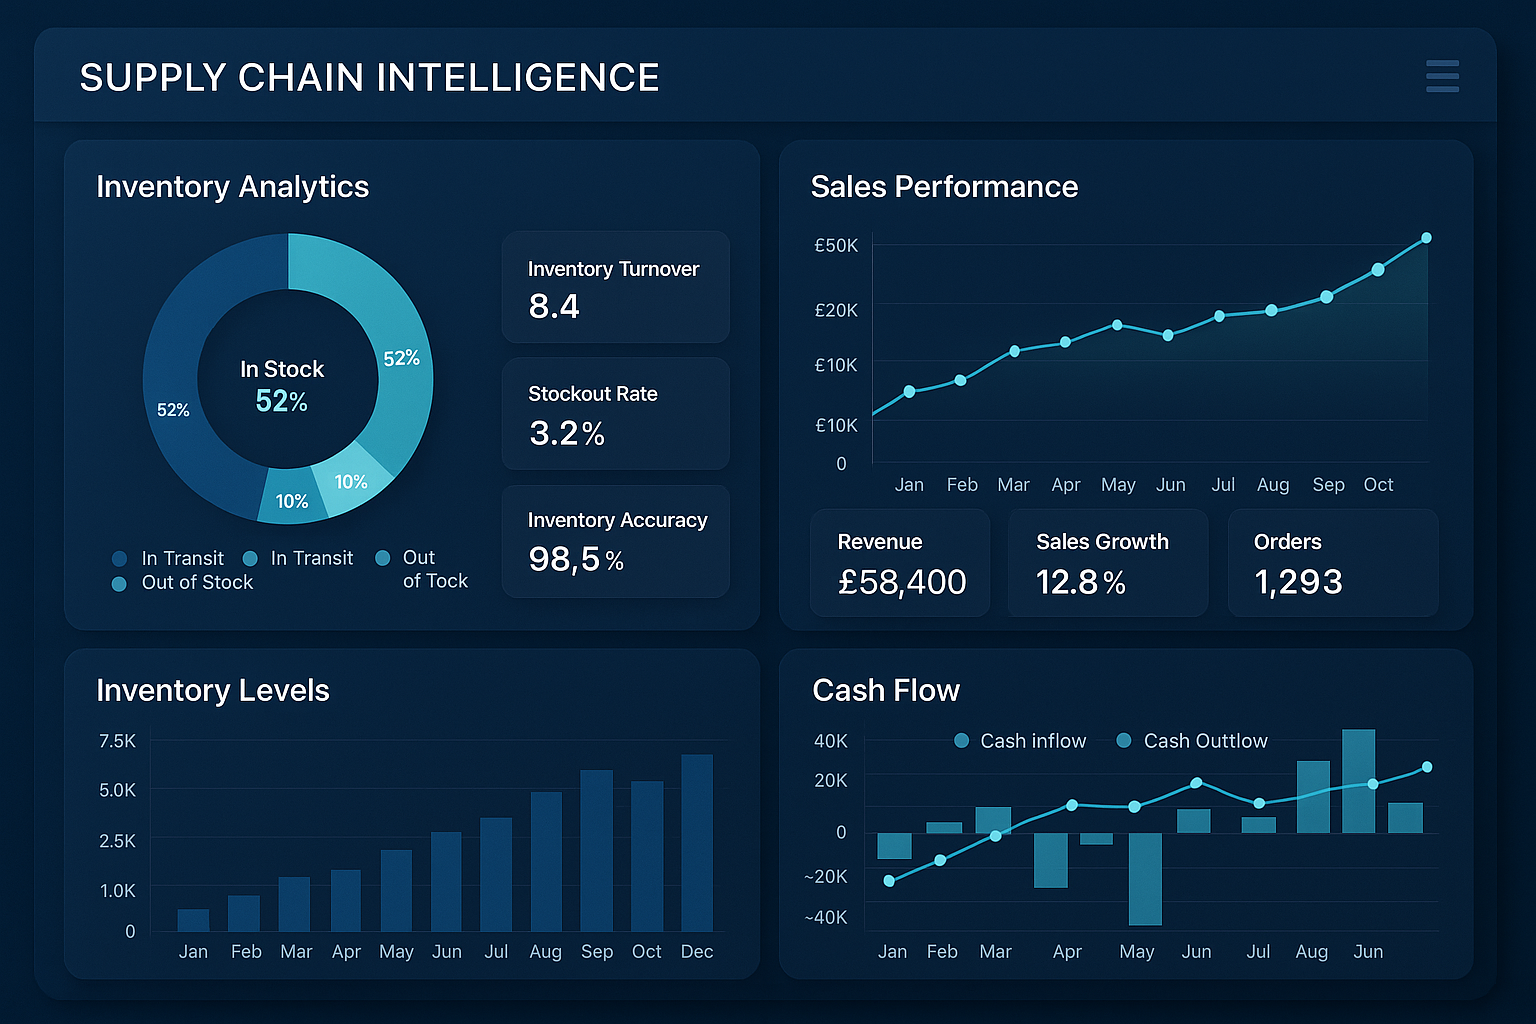 SUPPLY CHAIN INTELLIGENCE
Inventory Analytics
52%
52%
10%
10%
In Stock
52%
In Transit
In Transit
Out
of Tock
Out of Stock
Inventory Turnover
8.4
Stockout Rate
3.2%
Inventory Accuracy
98,5%
Sales Performance
£50K
£20K
£10K
£10K
0
Jan Feb Mar Apr May Jun Jul Aug Sep Oct
Revenue
£58,400
Sales Growth
12.8%
Orders
1,293
Inventory Levels
7.5K
5.0K
2.5K
1.0K
0
Jan Feb Mar Apr May Jun Jul Aug Sep Oct Dec
Cash Flow
Cash inflow
Cash Outtlow
40K
20K
0
~20K
~40K
Jan Feb Mar Apr May Jun Jul Aug Jun